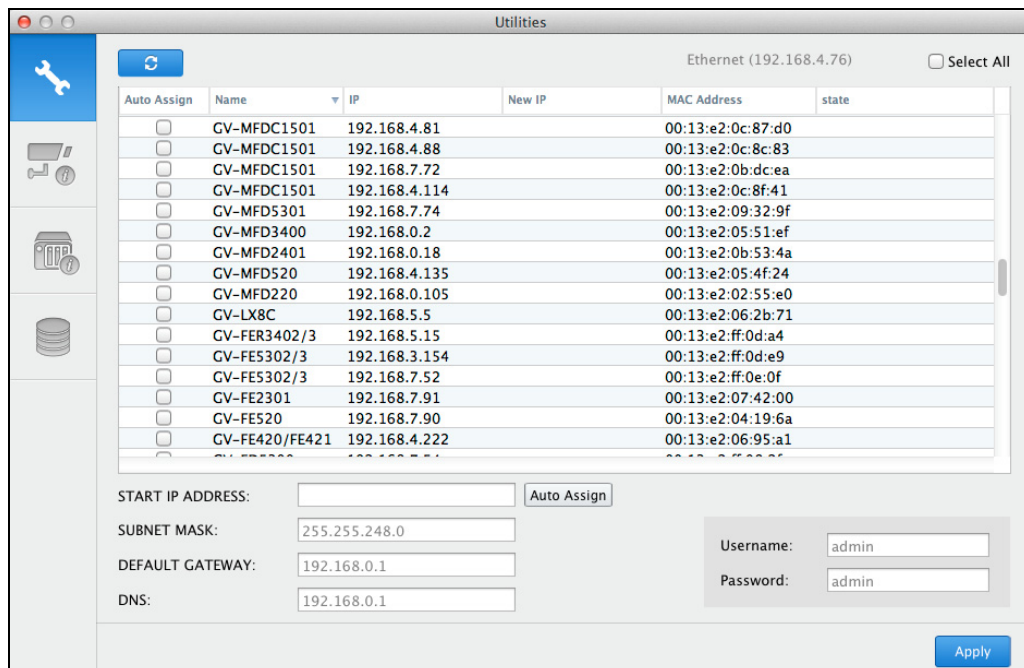 Utilities
Ethernet (192.168.4.76) Select All
Auto Assign Name IP New IP MAC Address state
GV-MFDC1501 192.168.4.81 00:13:e2:0c:87:d0
GV-MFDC1501 192.168.4.88 00:13:e2:0c:8c:83
GV-MFDC1501 192.168.7.72 00:13:e2:0b:dc:ea
GV-MFDC1501 192.168.4.114 00:13:e2:0c:8f:41
GV-MFD5301 192.168.7.74 00:13:e2:09:32:9f
GV-MFD3400 192.168.0.2 00:13:e2:05:51:ef
GV-MFD2401 192.168.0.18 00:13:e2:0b:53:4a
GV-MFD520 192.168.4.135 00:13:e2:05:4f:24
GV-MFD220 192.168.0.105 00:13:e2:02:55:e0
GV-LX8C 192.168.5.5 00:13:e2:06:2b:71
GV-FER3402/3 192.168.5.15 00:13:e2:ff:0d:a4
GV-FE5302/3 192.168.3.154 00:13:e2:ff:0d:e9
GV-FE5302/3 192.168.7.52 00:13:e2:ff:0e:0f
GV-FE2301 192.168.7.91 00:13:e2:07:42:00
GV-FE520 192.168.7.90 00:13:e2:04:19:6a
GV-FE420/FE421 192.168.4.222 00:13:e2:06:95:a1
START IP ADDRESS: Auto Assign
SUBNET MASK: 255.255.248.0
DEFAULT GATEWAY: 192.168.0.1
DNS: 192.168.0.1
Username: admin
Password: admin
Apply